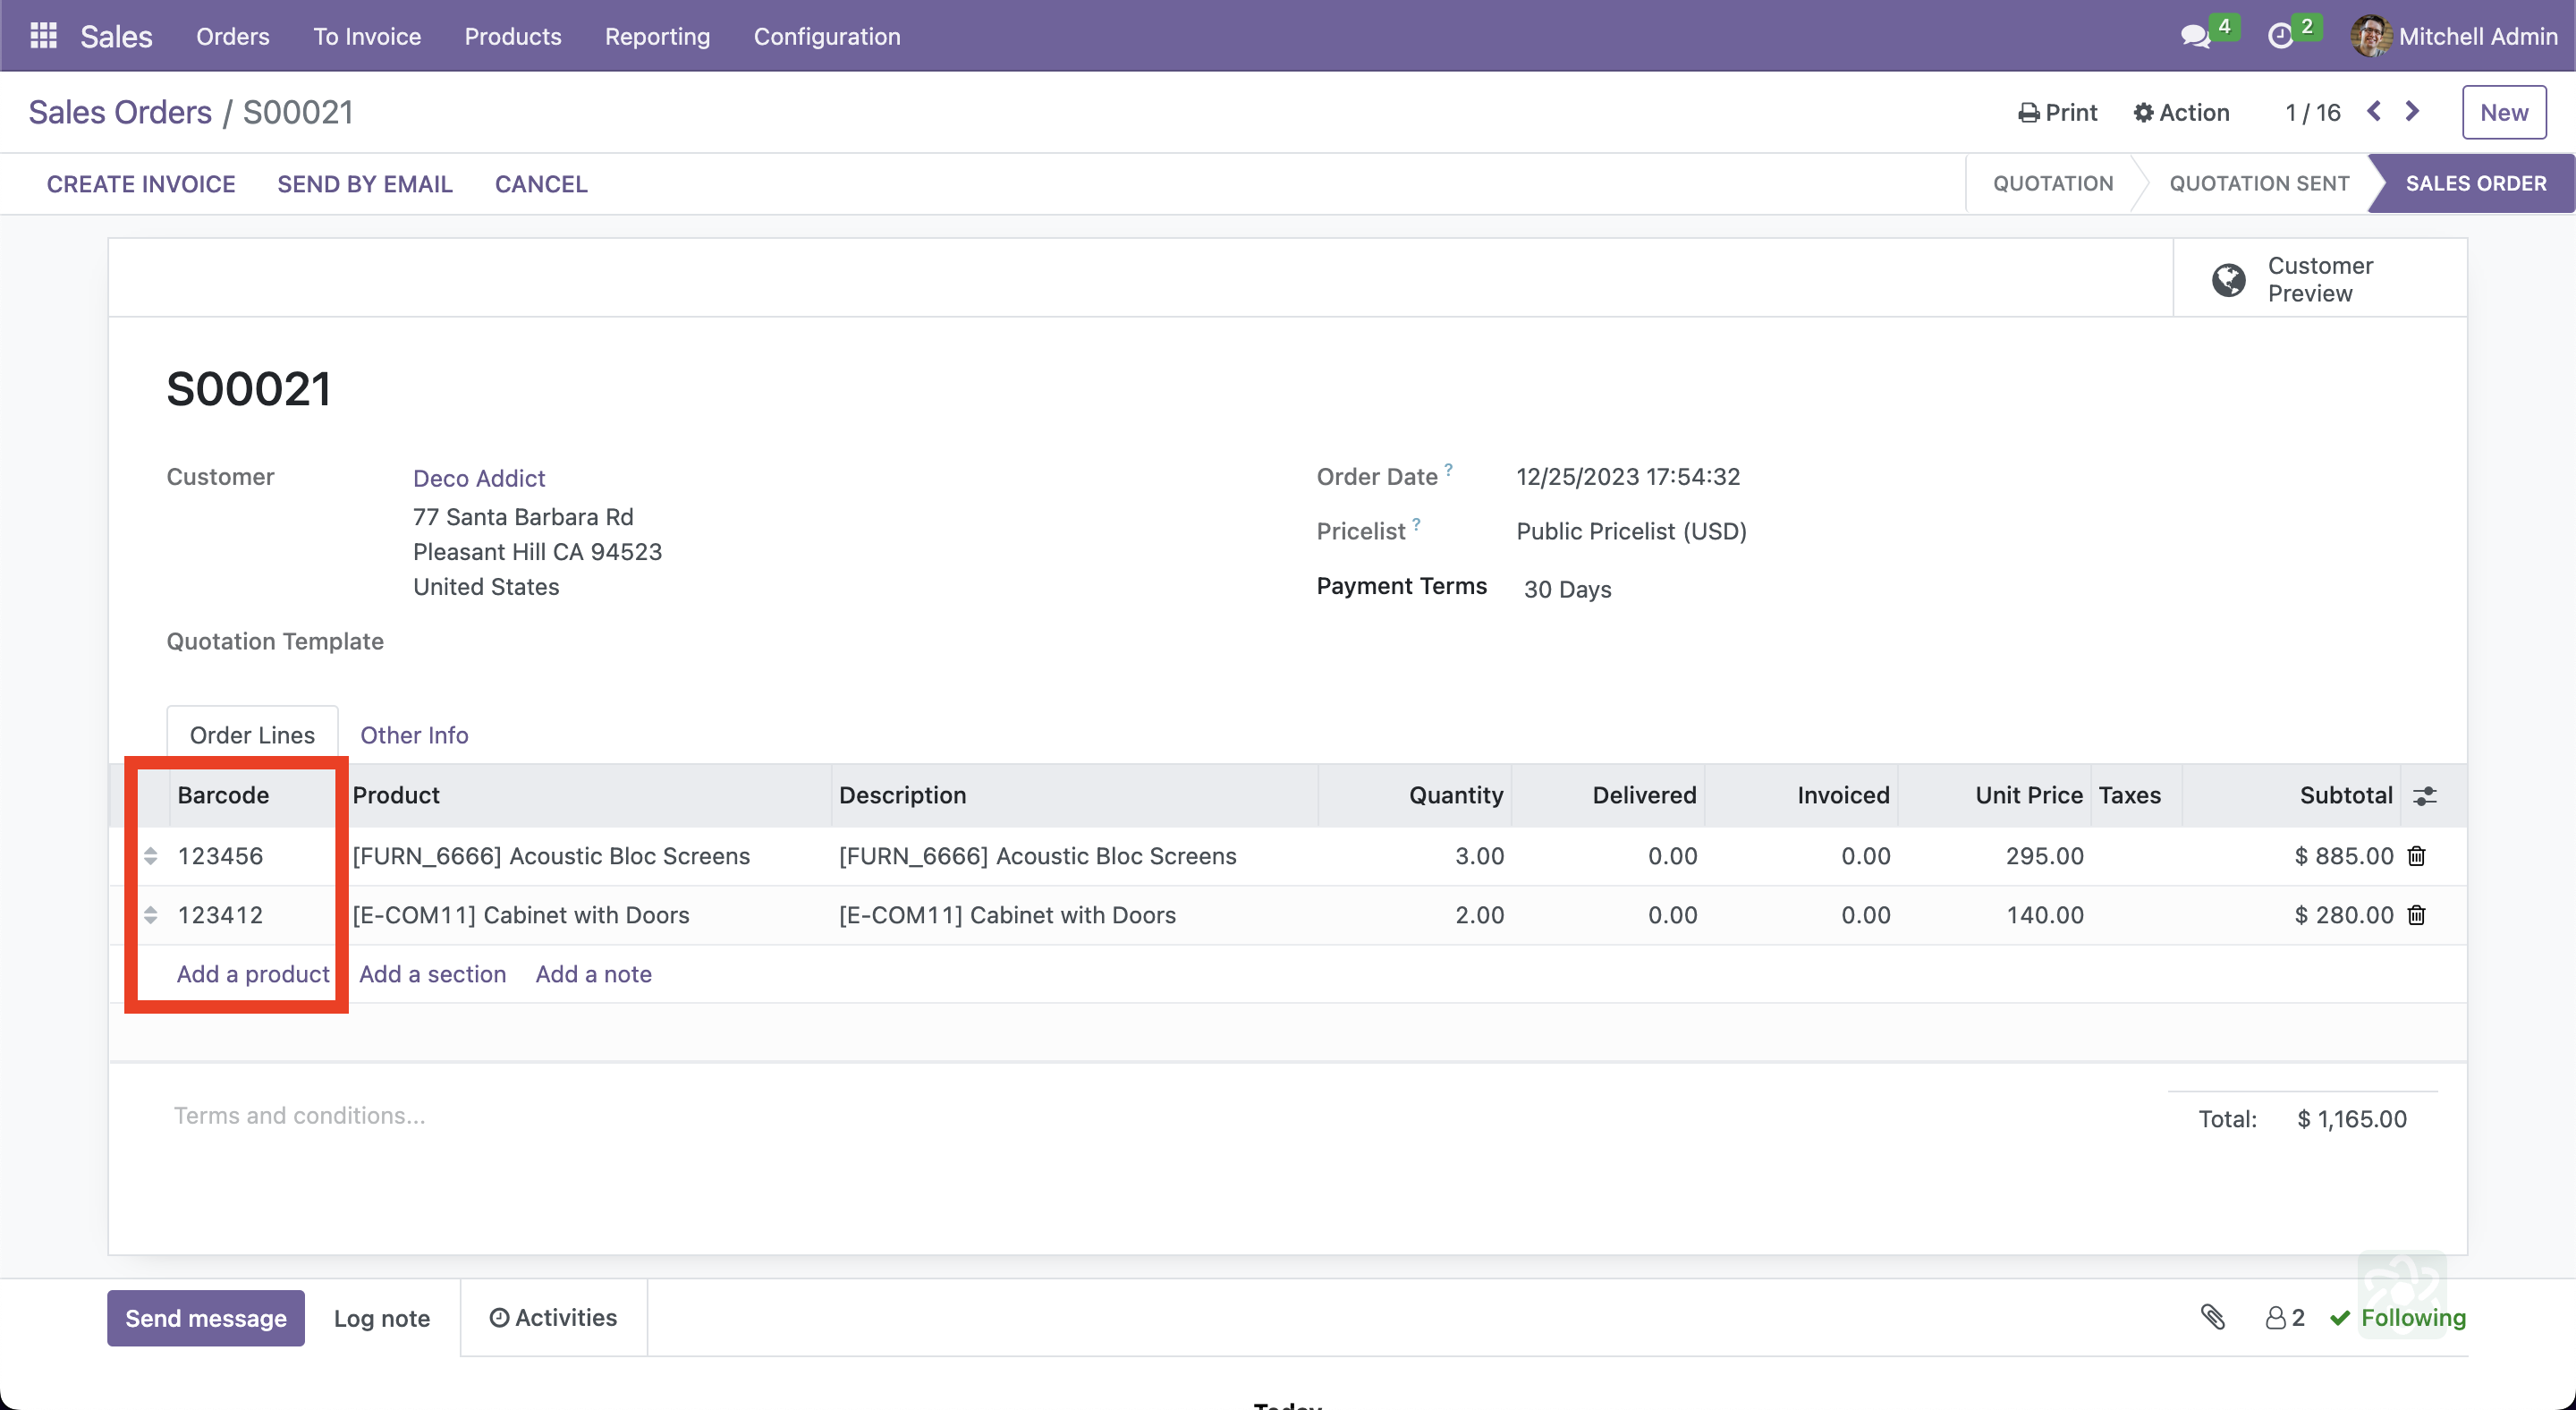 Sales Orders To Invoice Products Reporting Configuration 4 2 Mitchell Admin
Sales Orders / S00021 Print Action 1 / 16 New
CREATE INVOICE SEND BY EMAIL CANCEL QUOTATION QUOTATION SENT SALES ORDER
Customer
Preview
S00021
Customer Deco Addict Order Date ? 12/25/2023 17:54:32
77 Santa Barbara Rd Pricelist ? Public Pricelist (USD)
Pleasant Hill CA 94523
United States Payment Terms 30 Days
Quotation Template
Order Lines Other Info
Barcode Product Description Quantity Delivered Invoiced Unit Price Taxes Subtotal
123456 [FURN_6666] Acoustic Bloc Screens [FURN_6666] Acoustic Bloc Screens 3.00 0.00 0.00 295.00 $ 885.00
123412 [E-COM11] Cabinet with Doors [E-COM11] Cabinet with Doors 2.00 0.00 0.00 140.00 $ 280.00
Add a product Add a section Add a note
Terms and conditions... Total: $ 1,165.00
Send message Log note Activities 2 Following
Today